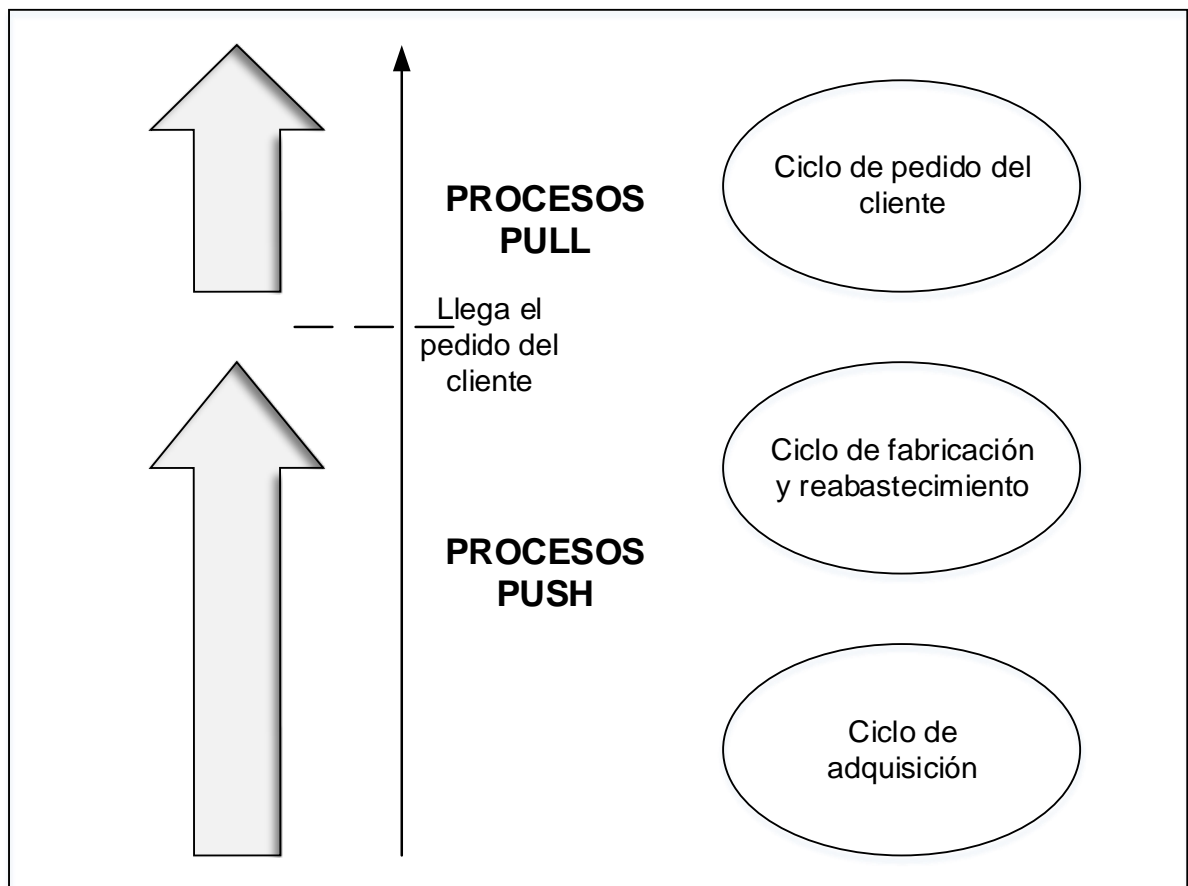 Ciclo de pedido del
cliente
PROCESOS
PULL
Llega el
pedido del
cliente
Ciclo de fabricación
y reabastecimiento
PROCESOS
PUSH
Ciclo de
adquisición